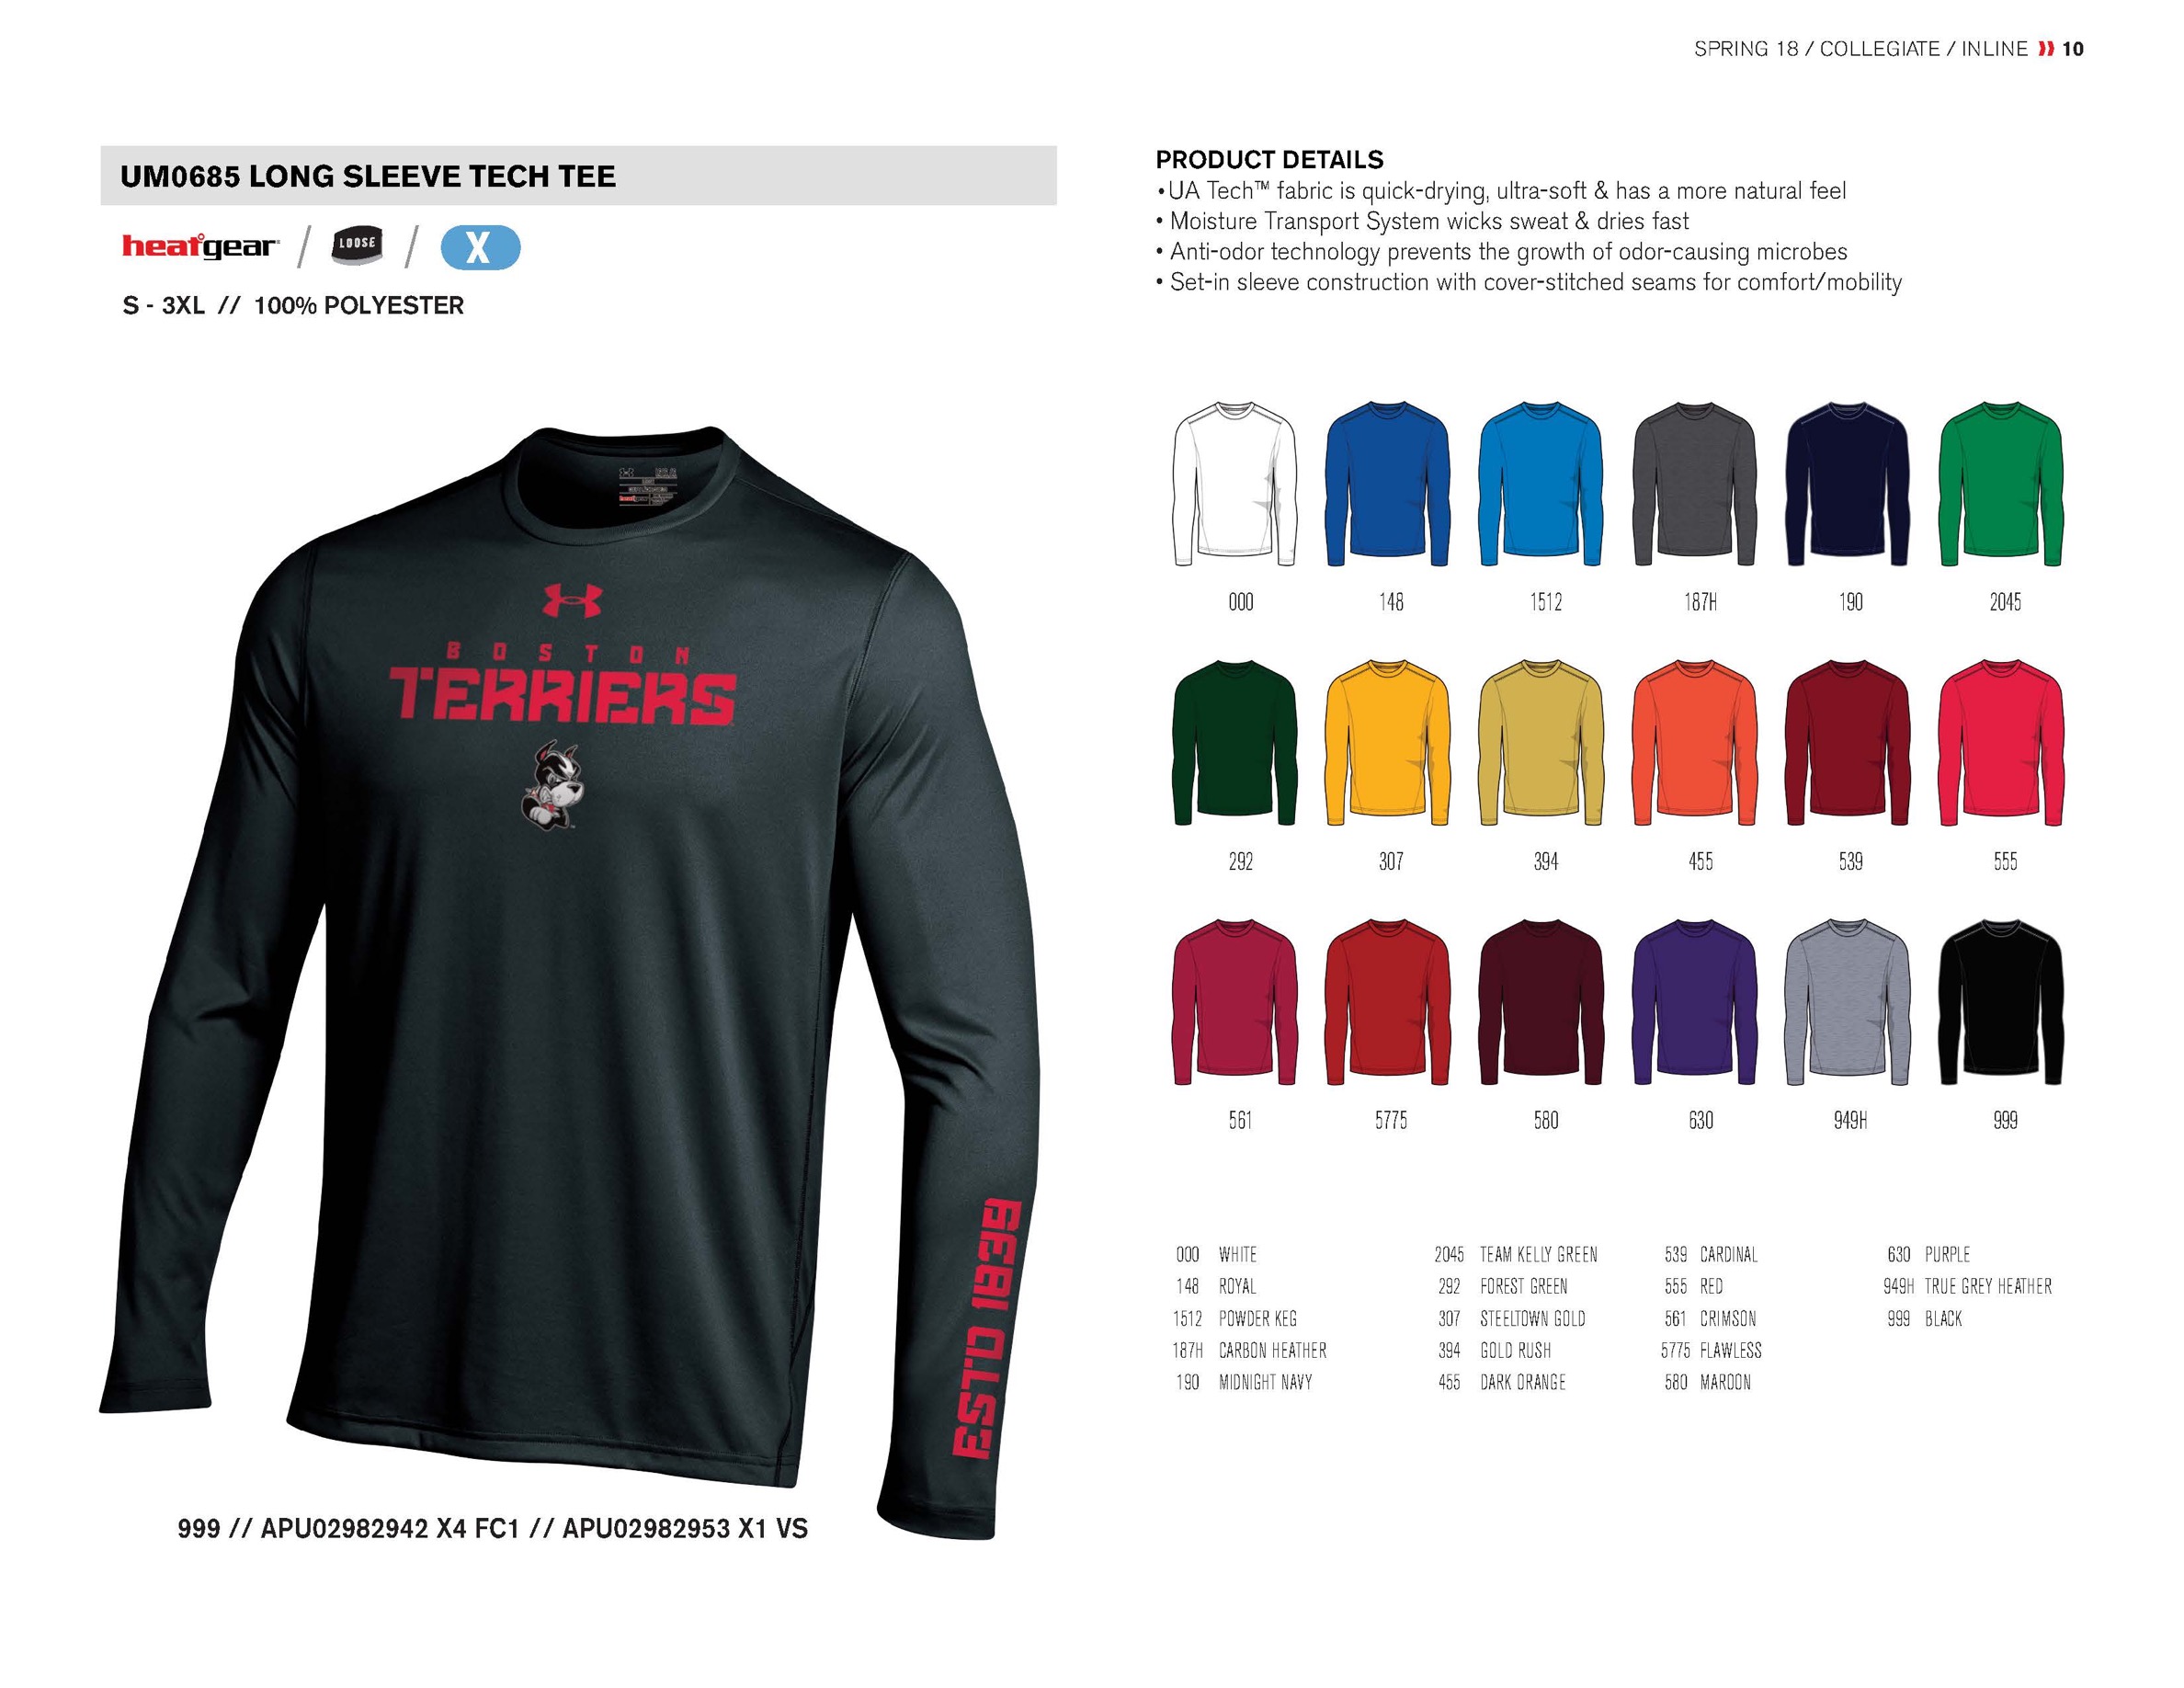 SPRING 18 / COLLEGIATE / INLINE 10
UM0685 LONG SLEEVE TECH TEE
heatgear / LOOSE / X
S - 3XL // 100% POLYESTER
PRODUCT DETAILS
• UA Tech™ fabric is quick-drying, ultra-soft & has a more natural feel
• Moisture Transport System wicks sweat & dries fast
• Anti-odor technology prevents the growth of odor-causing microbes
• Set-in sleeve construction with cover-stitched seams for comfort/mobility
heatgear
BOSTON
TERRIERS
ESTD 1839
999 // APU02982942 X4 FC1 // APU02982953 X1 VS
000 148 1512 187H 190 2045
292 307 394 455 539 555
561 5775 580 630 949H 999
000 WHITE
148 ROYAL
1512 POWDER KEG
187H CARBON HEATHER
190 MIDNIGHT NAVY
2045 TEAM KELLY GREEN
292 FOREST GREEN
307 STEELTOWN GOLD
394 GOLD RUSH
455 DARK ORANGE
539 CARDINAL
555 RED
561 CRIMSON
5775 FLAWLESS
580 MAROON
630 PURPLE
949H TRUE GREY HEATHER
999 BLACK